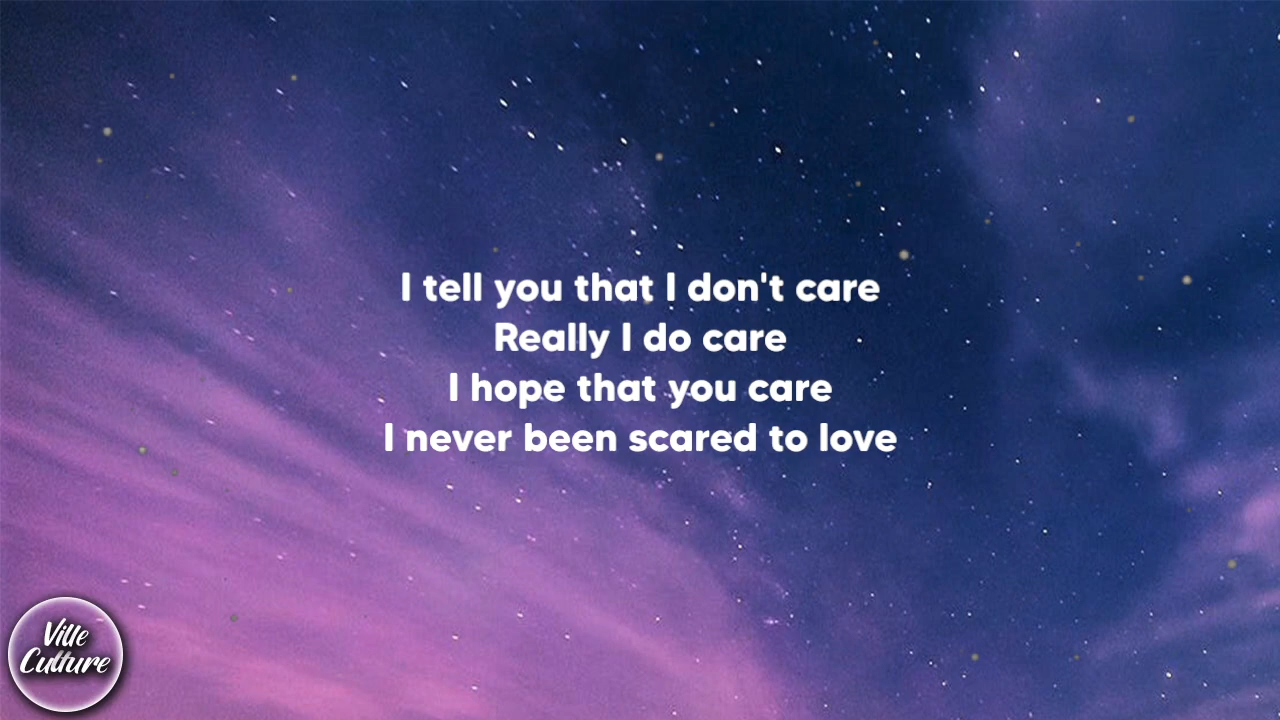 I tell you that I don't care
Really I do care
I hope that you care
I never been scared to love
Ville
Culture